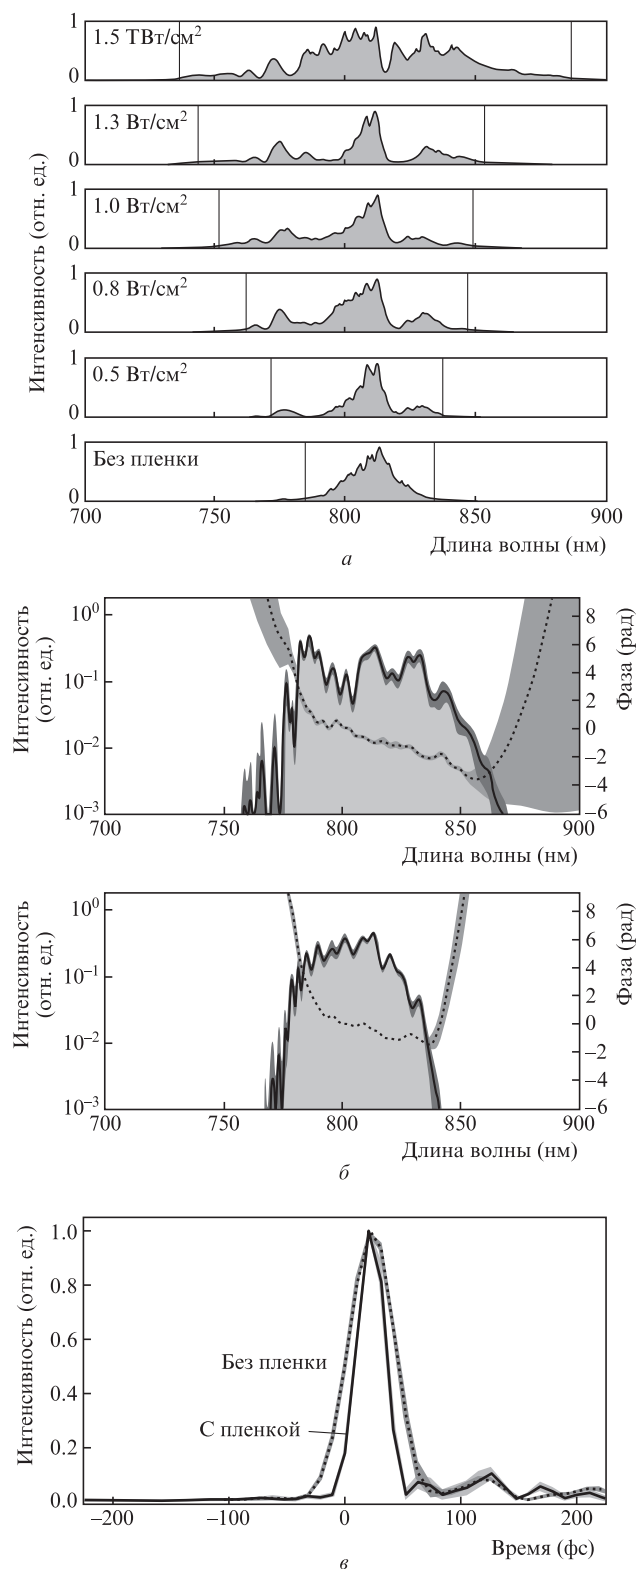 1
1.5 ТВт/см²
0
1
1.3 Вт/см²
0
1
1.0 Вт/см²
0
1
0.8 Вт/см²
0
1
0.5 Вт/см²
0
1
Без пленки
0
Интенсивность (отн. ед.)
700 750 800 850 900
Длина волны (нм)
а
Интенсивность
(отн. ед.)
10⁰
10⁻¹
10⁻²
10⁻³
8
6
4
2
0
−2
−4
−6
Фаза (рад)
700 750 800 850 900
Длина волны (нм)
Интенсивность
(отн. ед.)
10⁰
10⁻¹
10⁻²
10⁻³
8
6
4
2
0
−2
−4
−6
Фаза (рад)
700 750 800 850 900
Длина волны (нм)
б
Интенсивность (отн. ед.)
1.0
0.8
0.6
0.4
0.2
0.0
Без пленки
С пленкой
−200 −100 0 100 200
Время (фс)
в